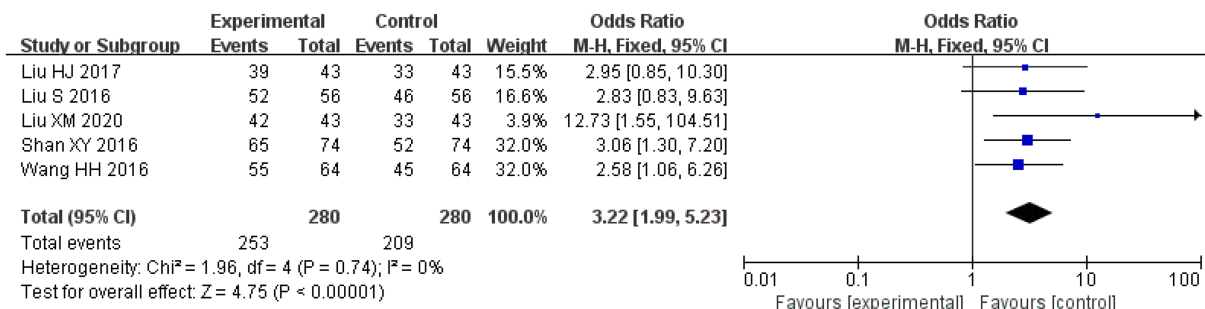 Experimental Control Odds Ratio Odds Ratio
Study or Subgroup Events Total Events Total Weight M-H, Fixed, 95% CI M-H, Fixed, 95% CI
Liu HJ 2017 39 43 33 43 15.5% 2.95 [0.85, 10.30]
Liu S 2016 52 56 46 56 16.6% 2.83 [0.83, 9.63]
Liu XM 2020 42 43 33 43 3.9% 12.73 [1.55, 104.51]
Shan XY 2016 65 74 52 74 32.0% 3.06 [1.30, 7.20]
Wang HH 2016 55 64 45 64 32.0% 2.58 [1.06, 6.26]
Total (95% CI) 280 280 100.0% 3.22 [1.99, 5.23]
Total events 253 209
Heterogeneity: Chi² = 1.96, df = 4 (P = 0.74); I² = 0%
Test for overall effect: Z = 4.75 (P < 0.00001)
0.01 0.1 1 10 100
Favours [experimental] Favours [control]